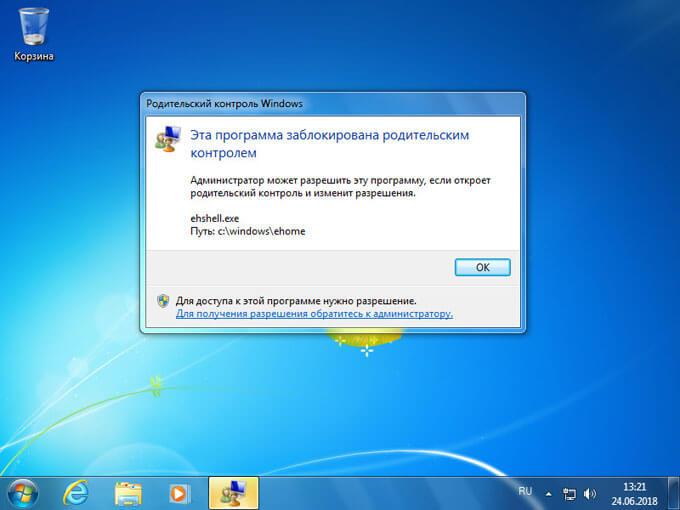 Корзина
Родительский контроль Windows
Эта программа заблокирована родительским
контролем
Администратор может разрешить эту программу, если откроет
родительский контроль и изменит разрешения.
ehshell.exe
Путь: c:\windows\ehome
ОК
Для доступа к этой программе нужно разрешение.
Для получения разрешения обратитесь к администратору.
RU
13:21
24.06.2018